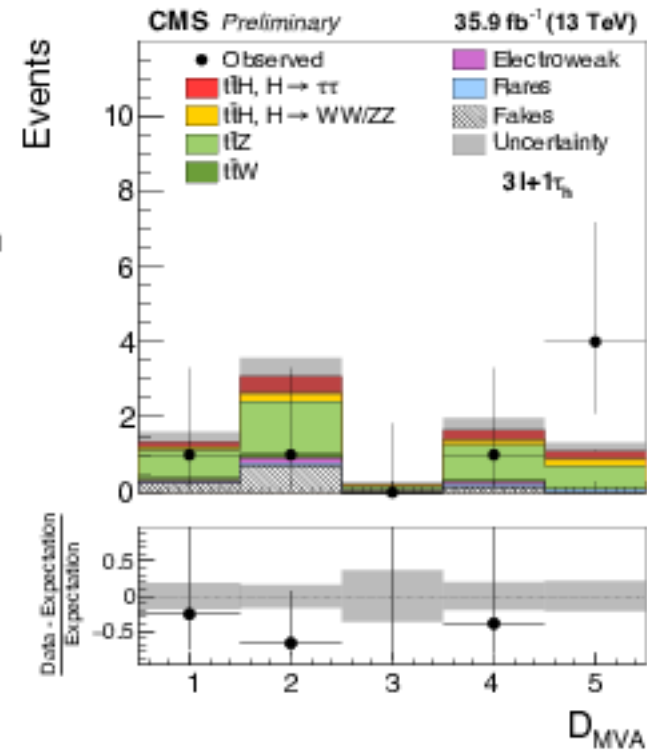 CMS Preliminary 35.9 fb⁻¹ (13 TeV)
Events
Observed
tt̄H, H → ττ
tt̄H, H → WW/ZZ
tt̄Z
tt̄W
Electroweak
Rares
Fakes
Uncertainty
3l+1τh
10
8
6
4
2
0
Data - Expectation
Expectation
0.5
0
−0.5
1 2 3 4 5
D_MVA